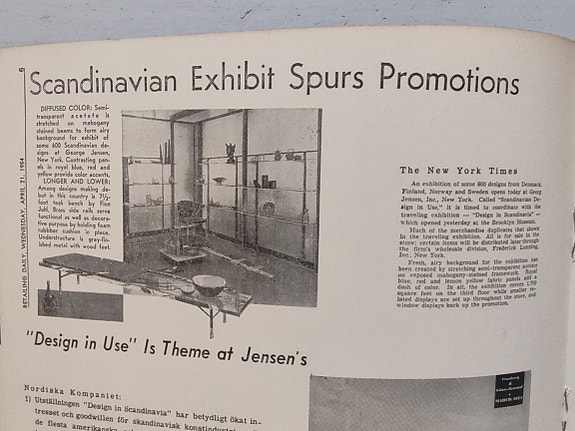 RETAILING DAILY, WEDNESDAY, APRIL 21, 1954
5
Scandinavian Exhibit Spurs Promotions
DIFFUSED COLOR: Semi-
transparent acetate is
stretched on mahogany
stained beams to form airy
background for exhibit of
some 600 Scandinavian de-
signs at George Jensen,
New York. Contrasting pan-
els in royal blue, red and
yellow provide color accents.
LONGER AND LOWER:
Among designs making de-
but in this country is 7½-
foot teak bench by Finn
Juhl. Brass side rails serve
functional as well as decora-
tive purpose by holding foam
rubber cushion in place.
Understructure is grey-fin-
ished metal with wood feet.
"Design in Use" Is Theme at Jensen's
The New York Times
An exhibition of some 600 designs from Denmark,
Finland, Norway and Sweden opens today at Georg
Jensen, Inc., New York. Called "Scandinavian De-
sign in Use," it is timed to coordinate with the
traveling exhibition — "Design in Scandinavia" —
which opened yesterday at the Brooklyn Museum.
Much of the merchandise duplicates that shown
in the traveling exhibition. All is for sale in the
store; certain items will be distributed later through
the firm's wholesale division, Frederick Lunning,
Inc., New York.
Fresh, airy background for the exhibition has
been created by stretching semi-transparent acetate
on exposed mahogany-stained framework. Royal
blue, red and lemon yellow fabric panels add a
dash of color. In all, the exhibition covers 1,700
square feet on the third floor while smaller re-
lated displays are set up throughout the store, and
window displays back up the promotion.
Nordiska Kompaniet:
1) Utställningen "Design in Scandinavia" har betydligt ökat in-
tresset och goodwillen för skandinavisk konstindustri
de flesta amerikanska
MARCH 1954